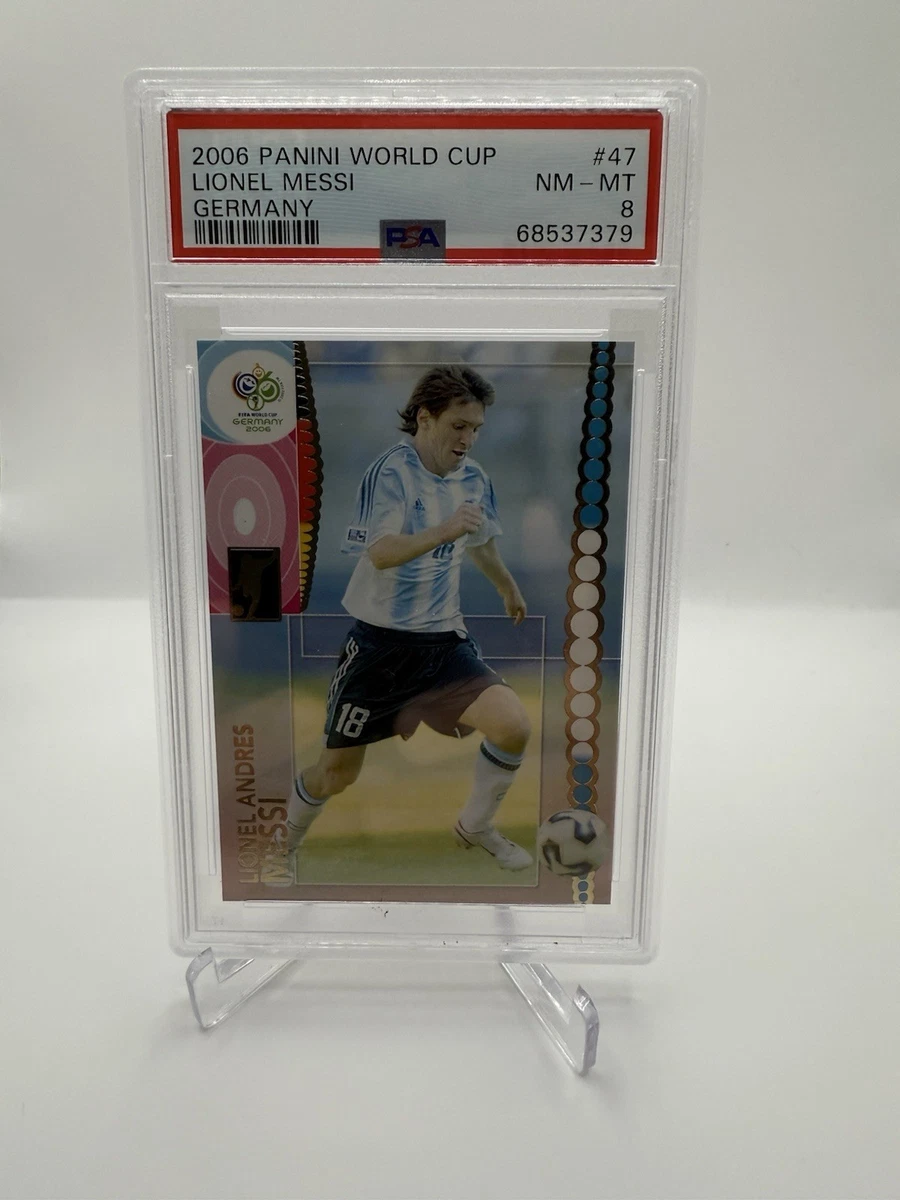 2006 PANINI WORLD CUP #47
LIONEL MESSI NM - MT
GERMANY 8
PSA 68537379
FIFA WORLD CUP
GERMANY
2006
18
LIONEL ANDRES
MESSI